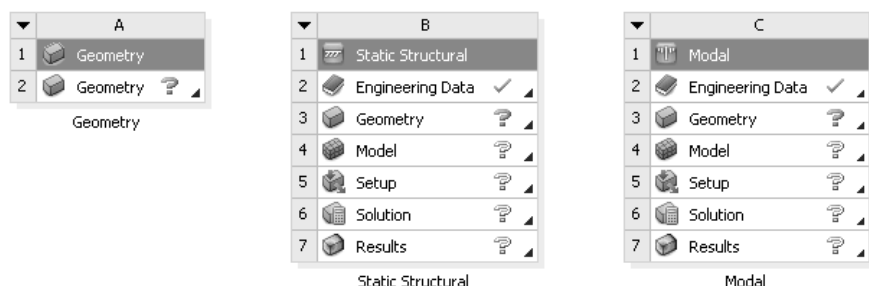 A
1 Geometry
2 Geometry
Geometry
B
1 Static Structural
2 Engineering Data
3 Geometry
4 Model
5 Setup
6 Solution
7 Results
Static Structural
C
1 Modal
2 Engineering Data
3 Geometry
4 Model
5 Setup
6 Solution
7 Results
Modal